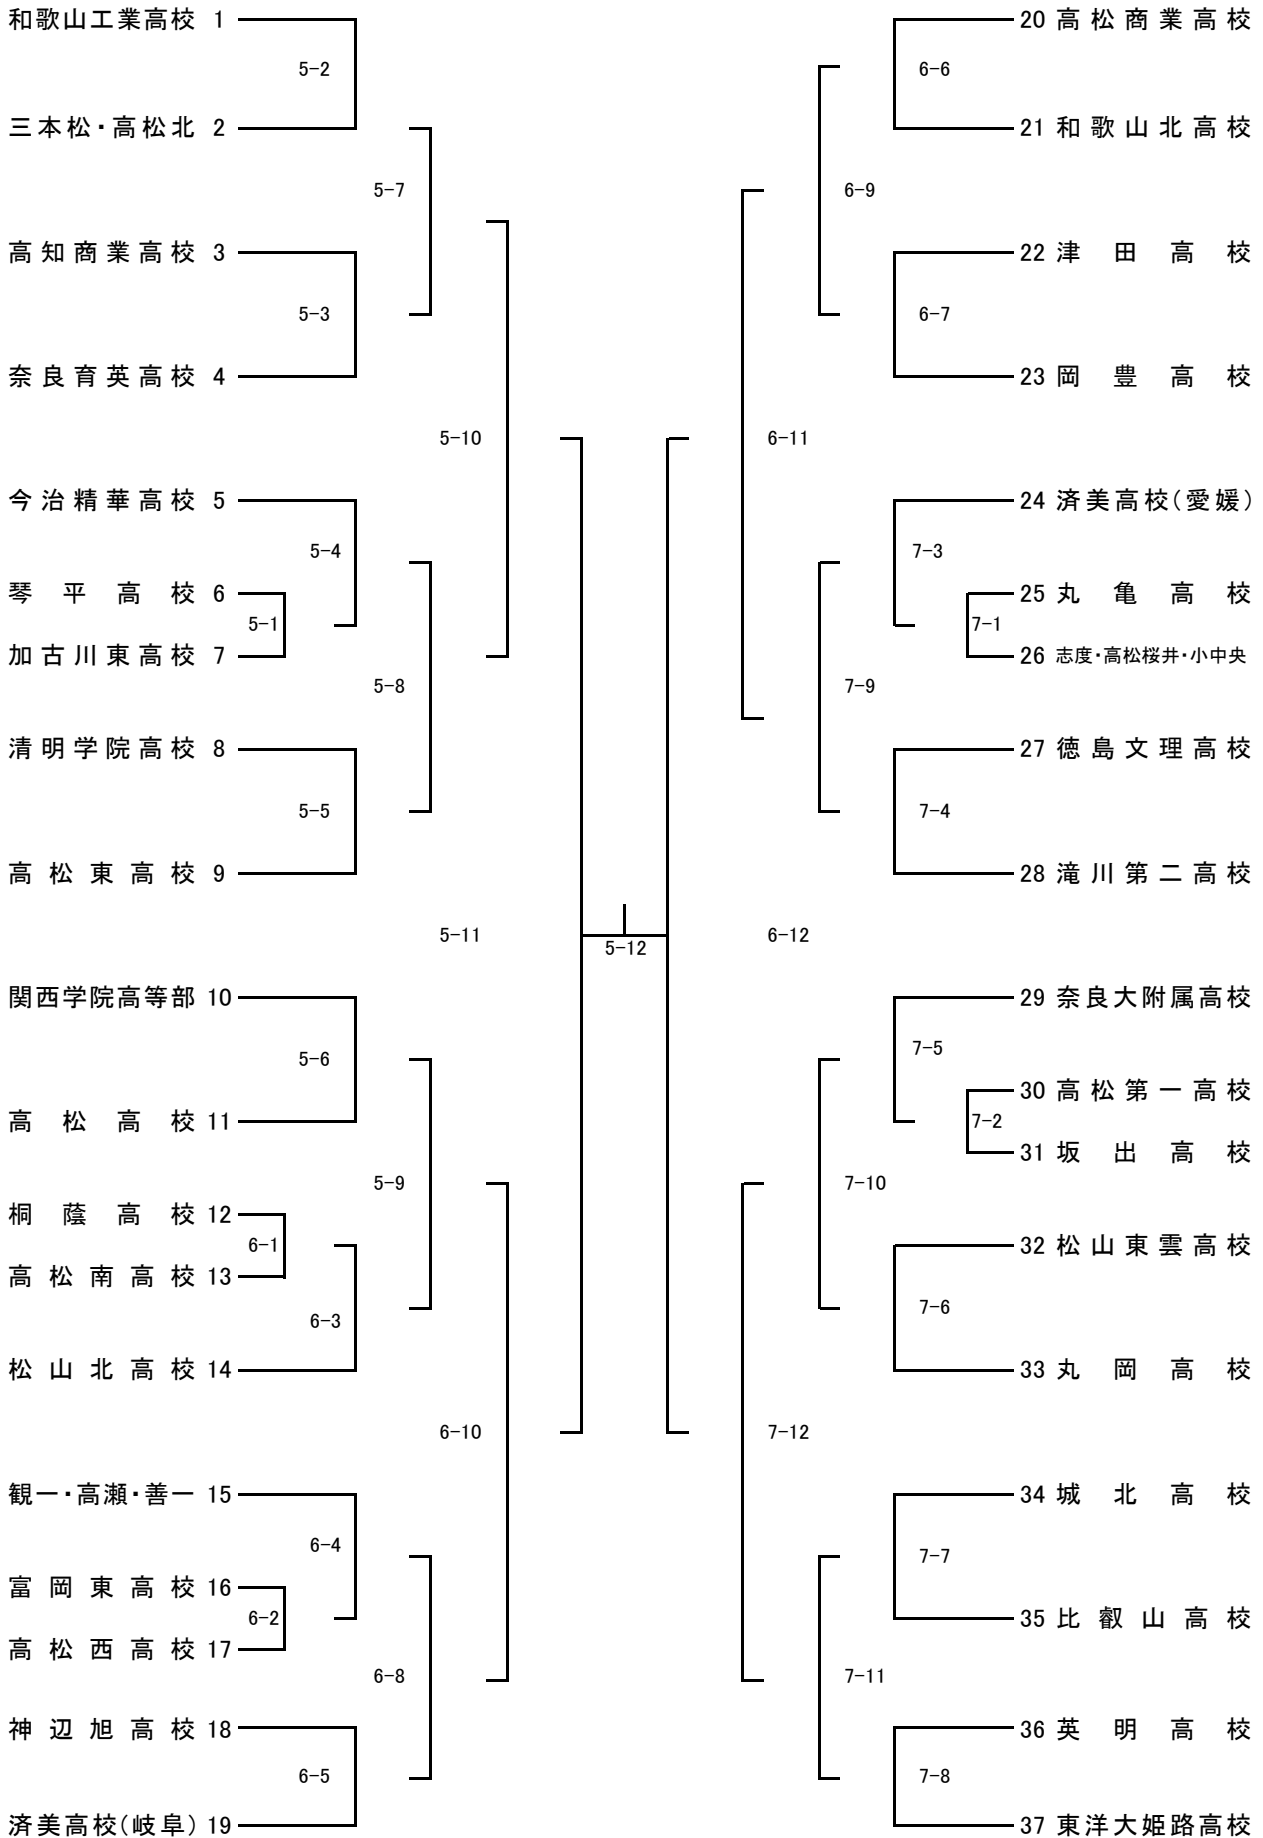 和歌山工業高校 1
5-2
三本松・高松北 2
5-7
高知商業高校 3
5-3
奈良育英高校 4
5-10
今治精華高校 5
5-4
琴平高校 6
5-1
加古川東高校 7
5-8
清明学院高校 8
5-5
高松東高校 9
5-11
関西学院高等部 10
5-6
高松高校 11
5-9
桐蔭高校 12
6-1
高松南高校 13
6-3
松山北高校 14
6-10
観一・高瀬・善一 15
6-4
富岡東高校 16
6-2
高松西高校 17
6-8
神辺旭高校 18
6-5
済美高校(岐阜) 19
5-12
20 高松商業高校
6-6
21 和歌山北高校
6-9
22 津田高校
6-7
23 岡豊高校
6-11
24 済美高校(愛媛)
7-3
25 丸亀高校
7-1
26 志度・高松桜井・小中央
7-9
27 徳島文理高校
7-4
28 滝川第二高校
6-12
29 奈良大附属高校
7-5
30 高松第一高校
7-2
31 坂出高校
7-10
32 松山東雲高校
7-6
33 丸岡高校
7-12
34 城北高校
7-7
35 比叡山高校
7-11
36 英明高校
7-8
37 東洋大姫路高校